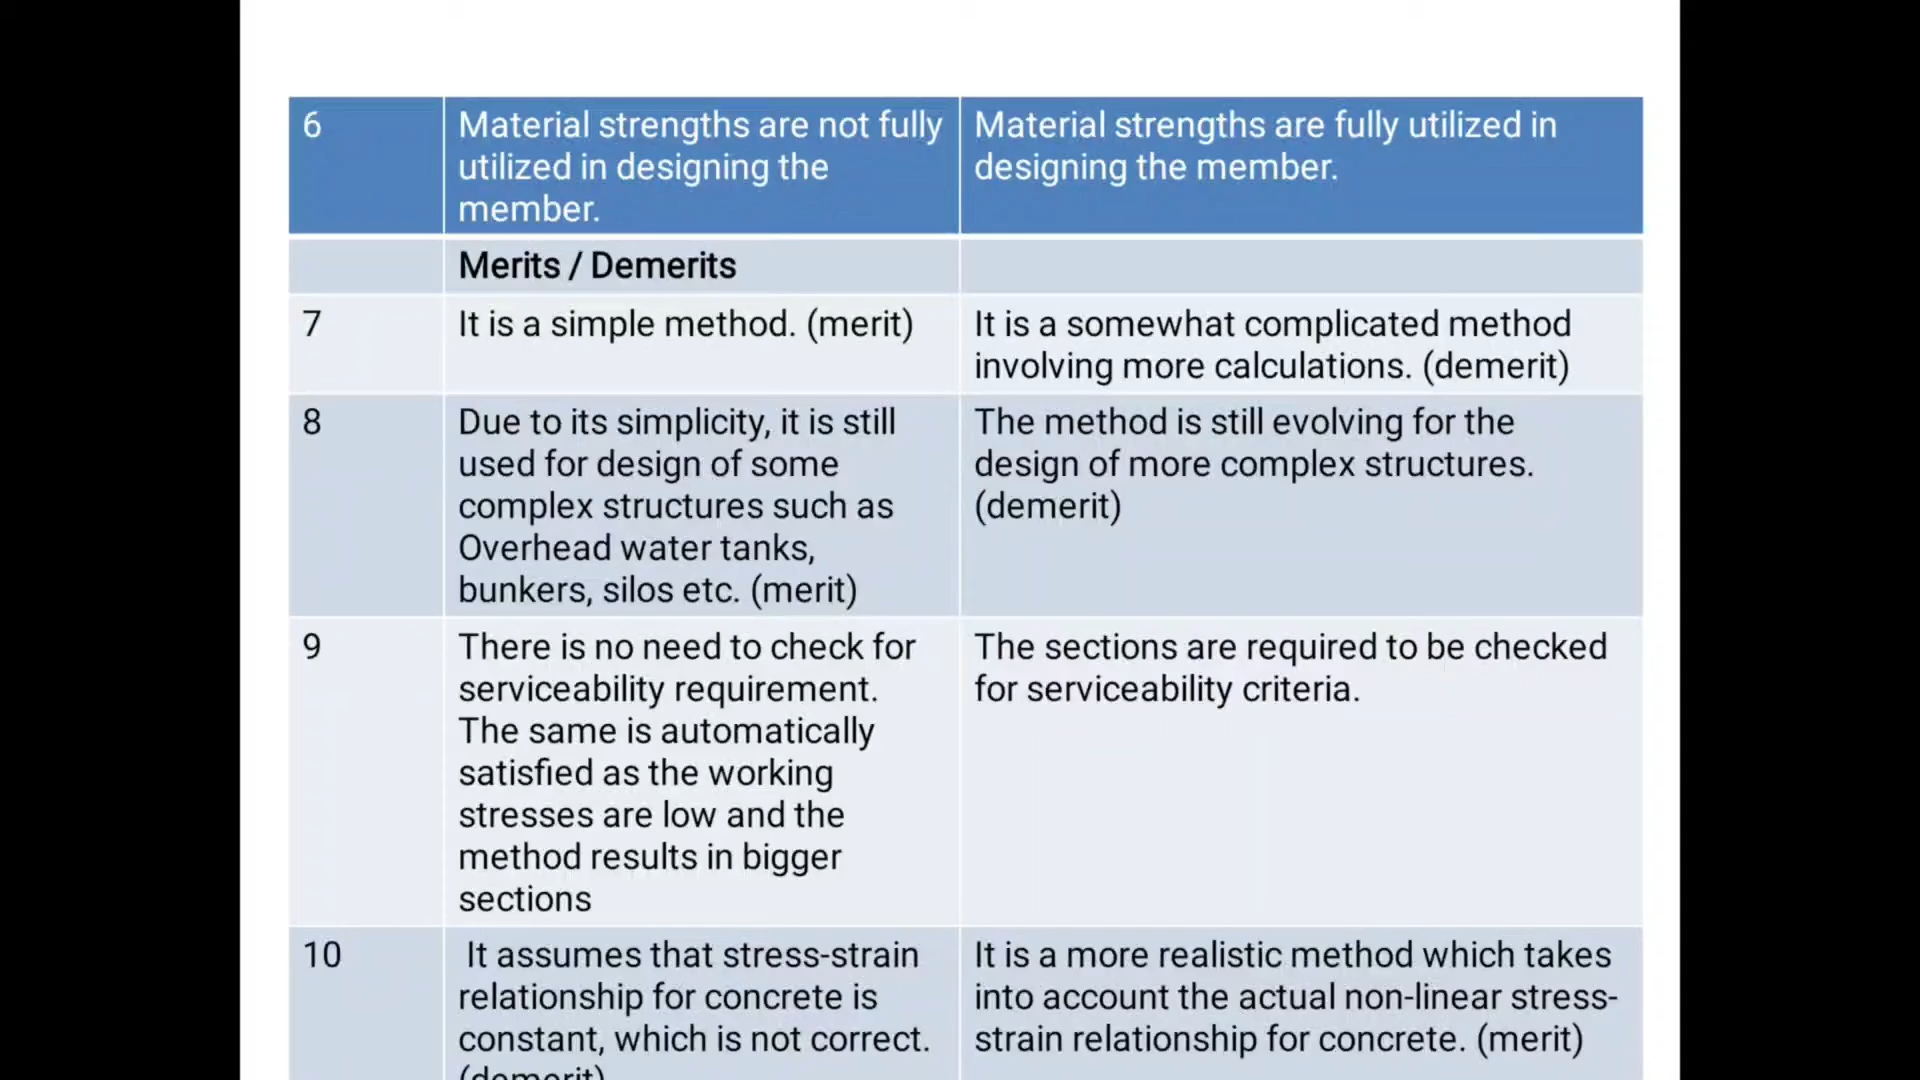 6
Material strengths are not fully
utilized in designing the
member.
Material strengths are fully utilized in
designing the member.
Merits / Demerits
7
It is a simple method. (merit)
It is a somewhat complicated method
involving more calculations. (demerit)
8
Due to its simplicity, it is still
used for design of some
complex structures such as
Overhead water tanks,
bunkers, silos etc. (merit)
The method is still evolving for the
design of more complex structures.
(demerit)
9
There is no need to check for
serviceability requirement.
The same is automatically
satisfied as the working
stresses are low and the
method results in bigger
sections
The sections are required to be checked
for serviceability criteria.
10
It assumes that stress-strain
relationship for concrete is
constant, which is not correct.
(demerit)
It is a more realistic method which takes
into account the actual non-linear stress-
strain relationship for concrete. (merit)